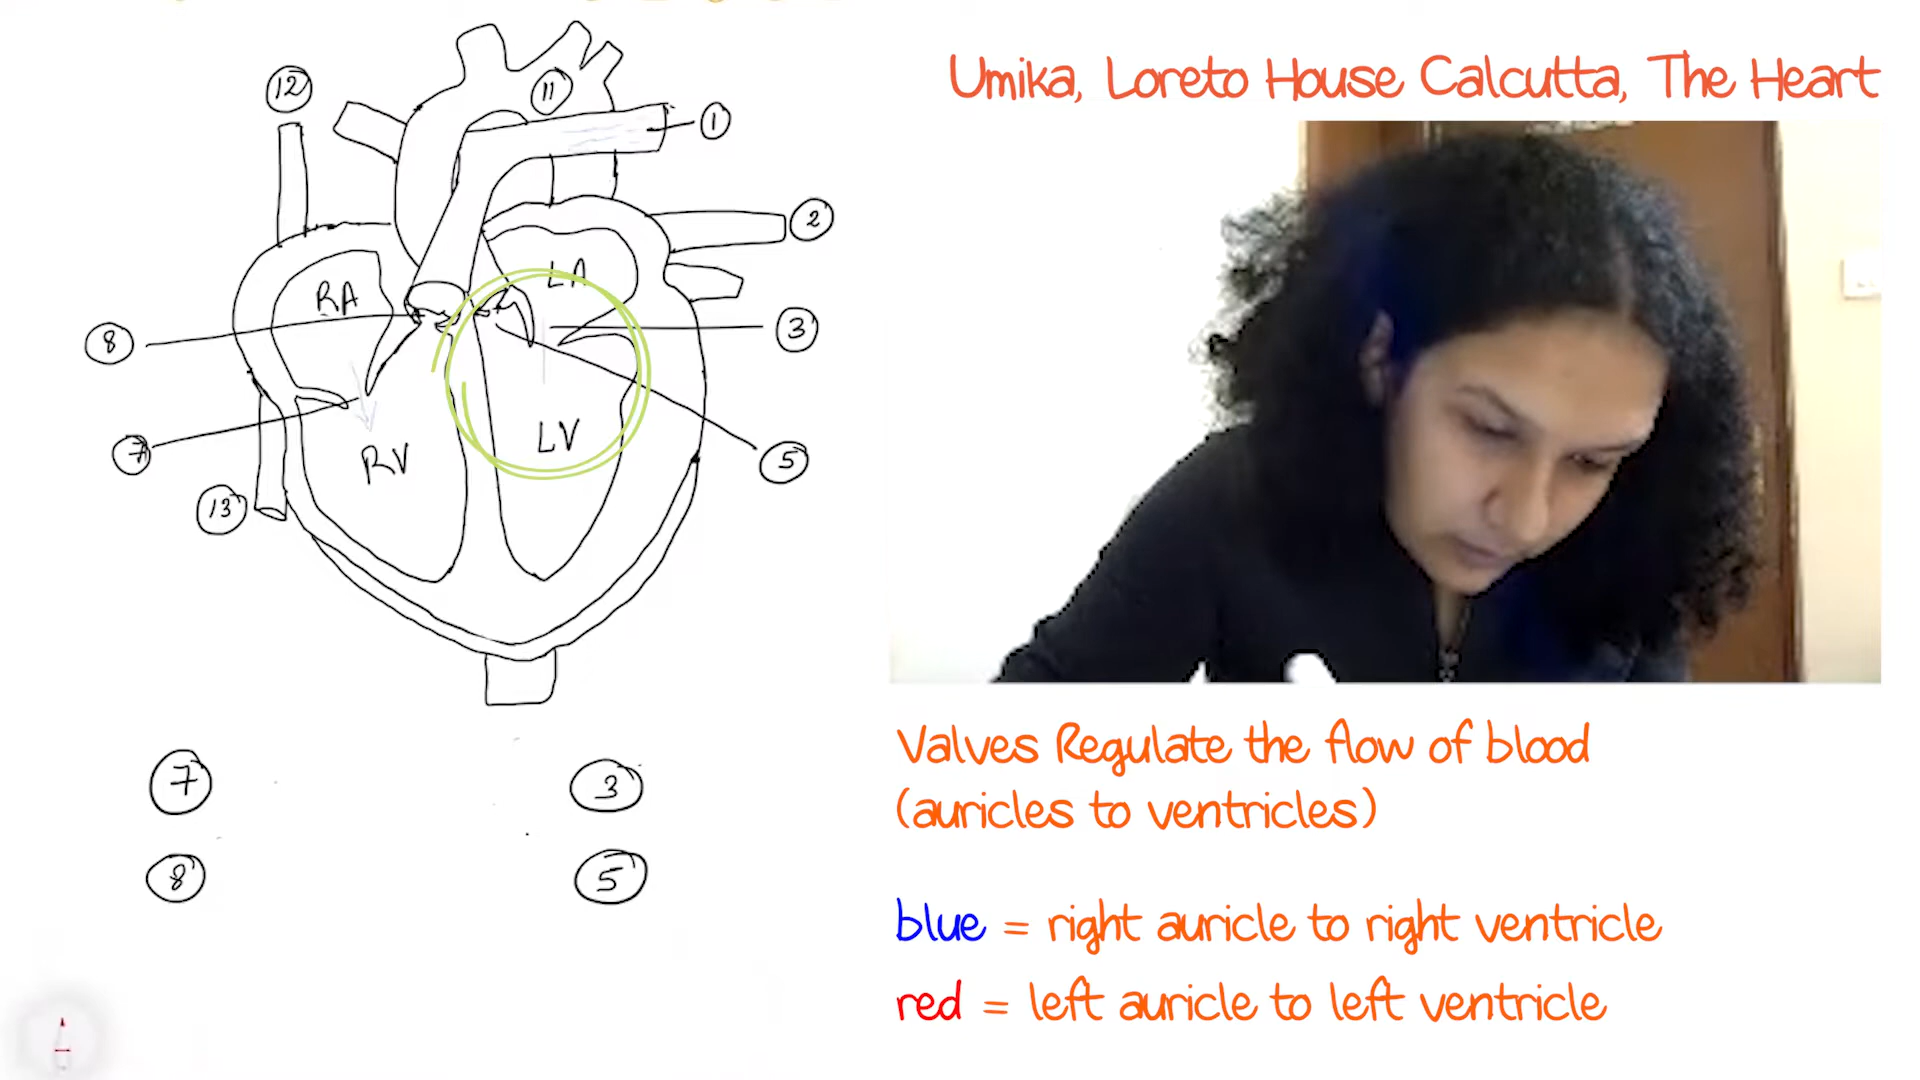 Umika, Loreto House Calcutta, The Heart
12
11
1
2
RA
LA
8
3
7
RV
LV
5
13
7
3
8
5
Valves Regulate the flow of blood
(auricles to ventricles)
blue = right auricle to right ventricle
red = left auricle to left ventricle